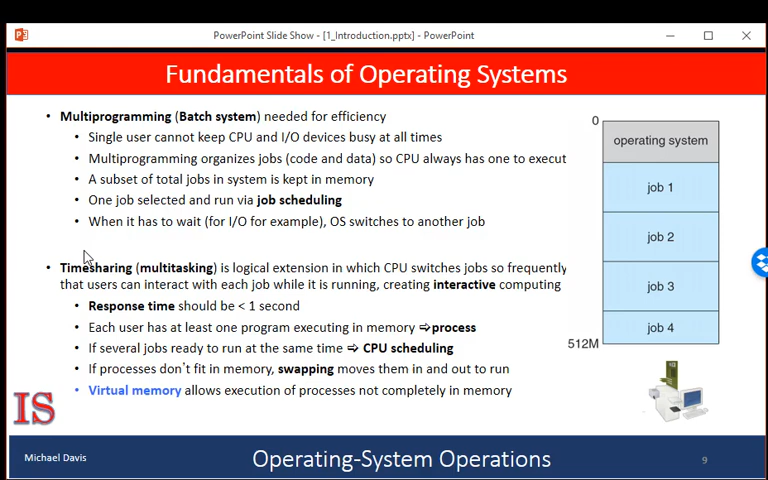 PowerPoint Slide Show - [1_Introduction.pptx] - PowerPoint
Fundamentals of Operating Systems
• Multiprogramming (Batch system) needed for efficiency
• Single user cannot keep CPU and I/O devices busy at all times
• Multiprogramming organizes jobs (code and data) so CPU always has one to execut
• A subset of total jobs in system is kept in memory
• One job selected and run via job scheduling
• When it has to wait (for I/O for example), OS switches to another job
• Timesharing (multitasking) is logical extension in which CPU switches jobs so frequently
that users can interact with each job while it is running, creating interactive computing
• Response time should be < 1 second
• Each user has at least one program executing in memory ⇨process
• If several jobs ready to run at the same time ⇨ CPU scheduling
• If processes don't fit in memory, swapping moves them in and out to run
• Virtual memory allows execution of processes not completely in memory
0
operating system
job 1
job 2
job 3
job 4
512M
IS
Michael Davis
Operating-System Operations
9